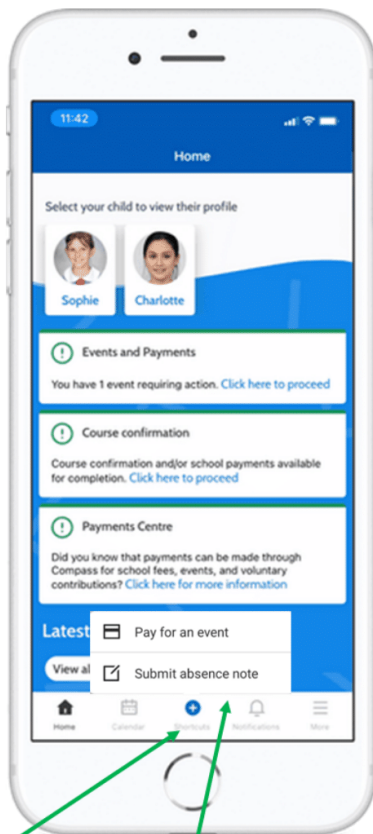 11:42
Home
Select your child to view their profile
Sophie
Charlotte
Events and Payments
You have 1 event requiring action. Click here to proceed
Course confirmation
Course confirmation and/or school payments available
for completion. Click here to proceed
Payments Centre
Did you know that payments can be made through
Compass for school fees, events, and voluntary
contributions? Click here for more information
Latest
Pay for an event
View al
Submit absence note
Home
Calendar
Shortcuts
Notifications
More